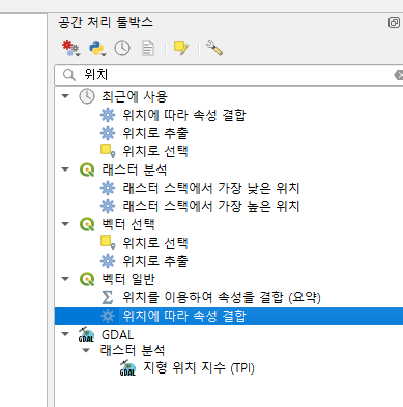 공간 처리 툴박스
위치
최근에 사용
위치에 따라 속성 결합
위치로 추출
위치로 선택
래스터 분석
래스터 스택에서 가장 낮은 위치
래스터 스택에서 가장 높은 위치
벡터 선택
위치로 선택
위치로 추출
벡터 일반
위치를 이용하여 속성을 결합 (요약)
위치에 따라 속성 결합
GDAL
래스터 분석
지형 위치 지수 (TPI)